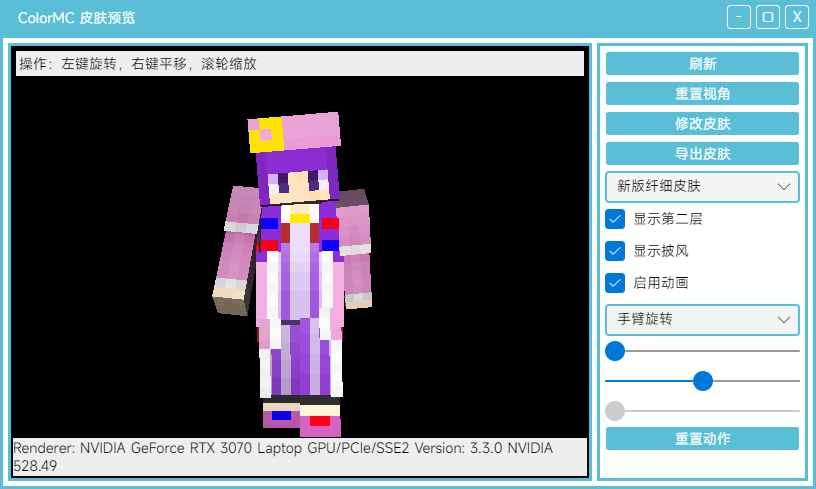 ColorMC 皮肤预览
操作：左键旋转，右键平移，滚轮缩放
Renderer: NVIDIA GeForce RTX 3070 Laptop GPU/PCIe/SSE2 Version: 3.3.0 NVIDIA
528.49
刷新
重置视角
修改皮肤
导出皮肤
新版纤细皮肤
显示第二层
显示披风
启用动画
手臂旋转
重置动作